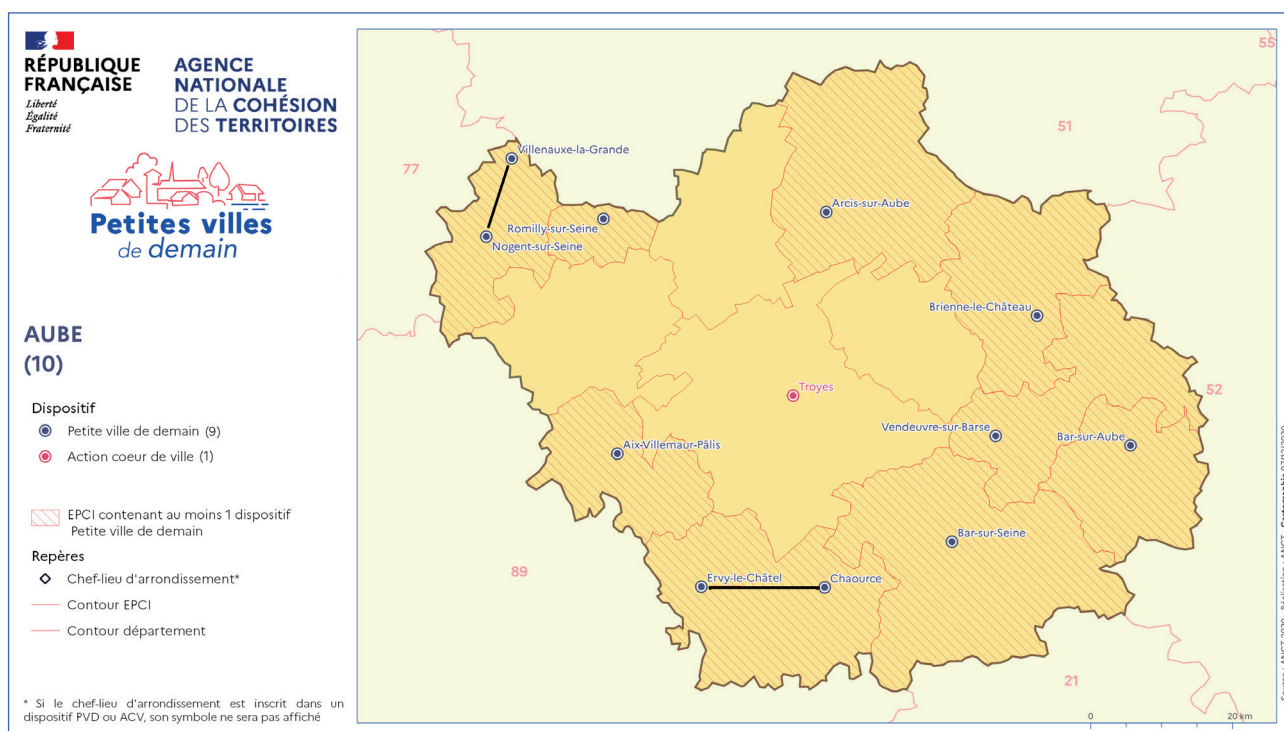 RÉPUBLIQUE
FRANÇAISE
Liberté
Égalité
Fraternité
AGENCE
NATIONALE
DE LA COHÉSION
DES TERRITOIRES
Petites villes
de demain
AUBE
(10)
Dispositif
Petite ville de demain (9)
Action coeur de ville (1)
EPCI contenant au moins 1 dispositif
Petite ville de demain
Repères
Chef-lieu d'arrondissement*
Contour EPCI
Contour département
* Si le chef-lieu d'arrondissement est inscrit dans un
dispositif PVD ou ACV, son symbole ne sera pas affiché
55
51
77
Villenauxe-la-Grande
Arcis-sur-Aube
Romilly-sur-Seine
Nogent-sur-Seine
Brienne-le-Château
Troyes
52
Vendeuvre-sur-Barse
Bar-sur-Aube
Aix-Villemaur-Pâlis
Bar-sur-Seine
89
Ervy-le-Châtel
Chaource
21
0
20 km